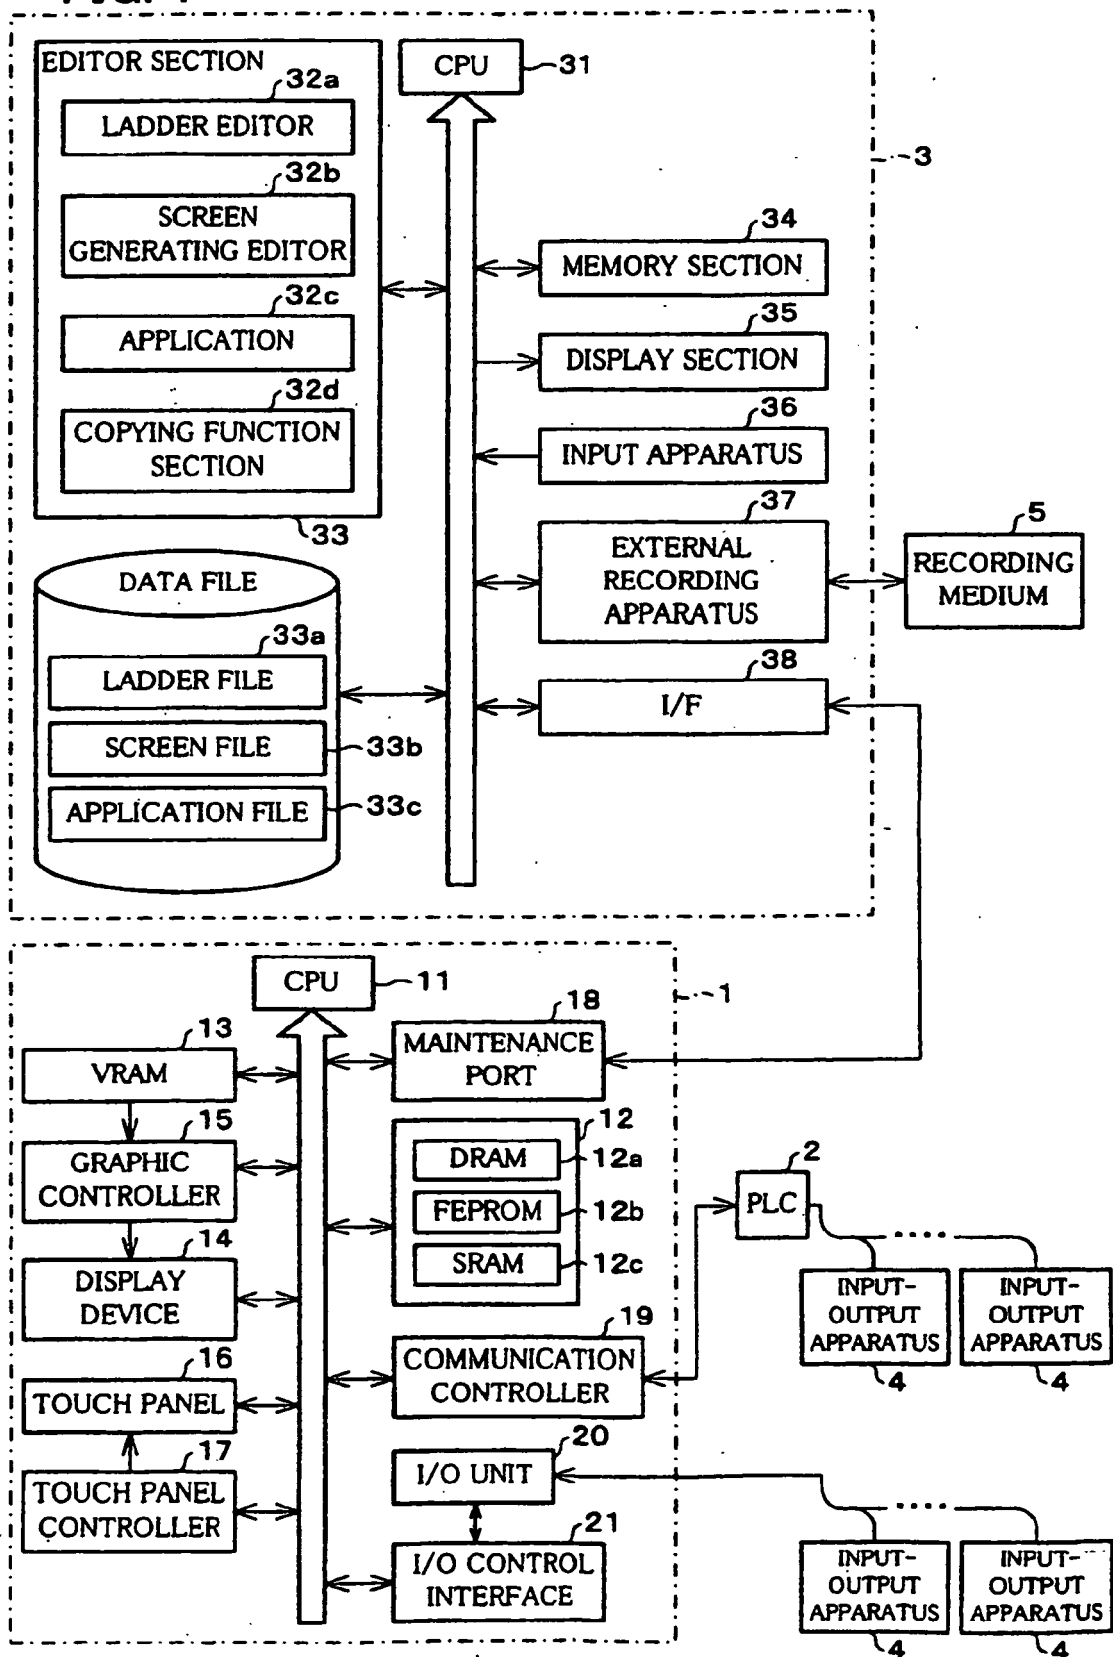 EDITOR SECTION
32a
LADDER EDITOR
32b
SCREEN
GENERATING EDITOR
32c
APPLICATION
32d
COPYING FUNCTION
SECTION
33
CPU
31
3
34
MEMORY SECTION
35
DISPLAY SECTION
36
INPUT APPARATUS
37
EXTERNAL
RECORDING
APPARATUS
5
RECORDING
MEDIUM
38
I/F
DATA FILE
33a
LADDER FILE
SCREEN FILE
33b
APPLICATION FILE
33c
CPU
11
1
13
VRAM
15
GRAPHIC
CONTROLLER
14
DISPLAY
DEVICE
16
TOUCH PANEL
17
TOUCH PANEL
CONTROLLER
18
MAINTENANCE
PORT
12
DRAM
12a
FEPROM
12b
SRAM
12c
19
COMMUNICATION
CONTROLLER
20
I/O UNIT
21
I/O CONTROL
INTERFACE
2
PLC
INPUT-
OUTPUT
APPARATUS
4
INPUT-
OUTPUT
APPARATUS
4
INPUT-
OUTPUT
APPARATUS
4
INPUT-
OUTPUT
APPARATUS
4